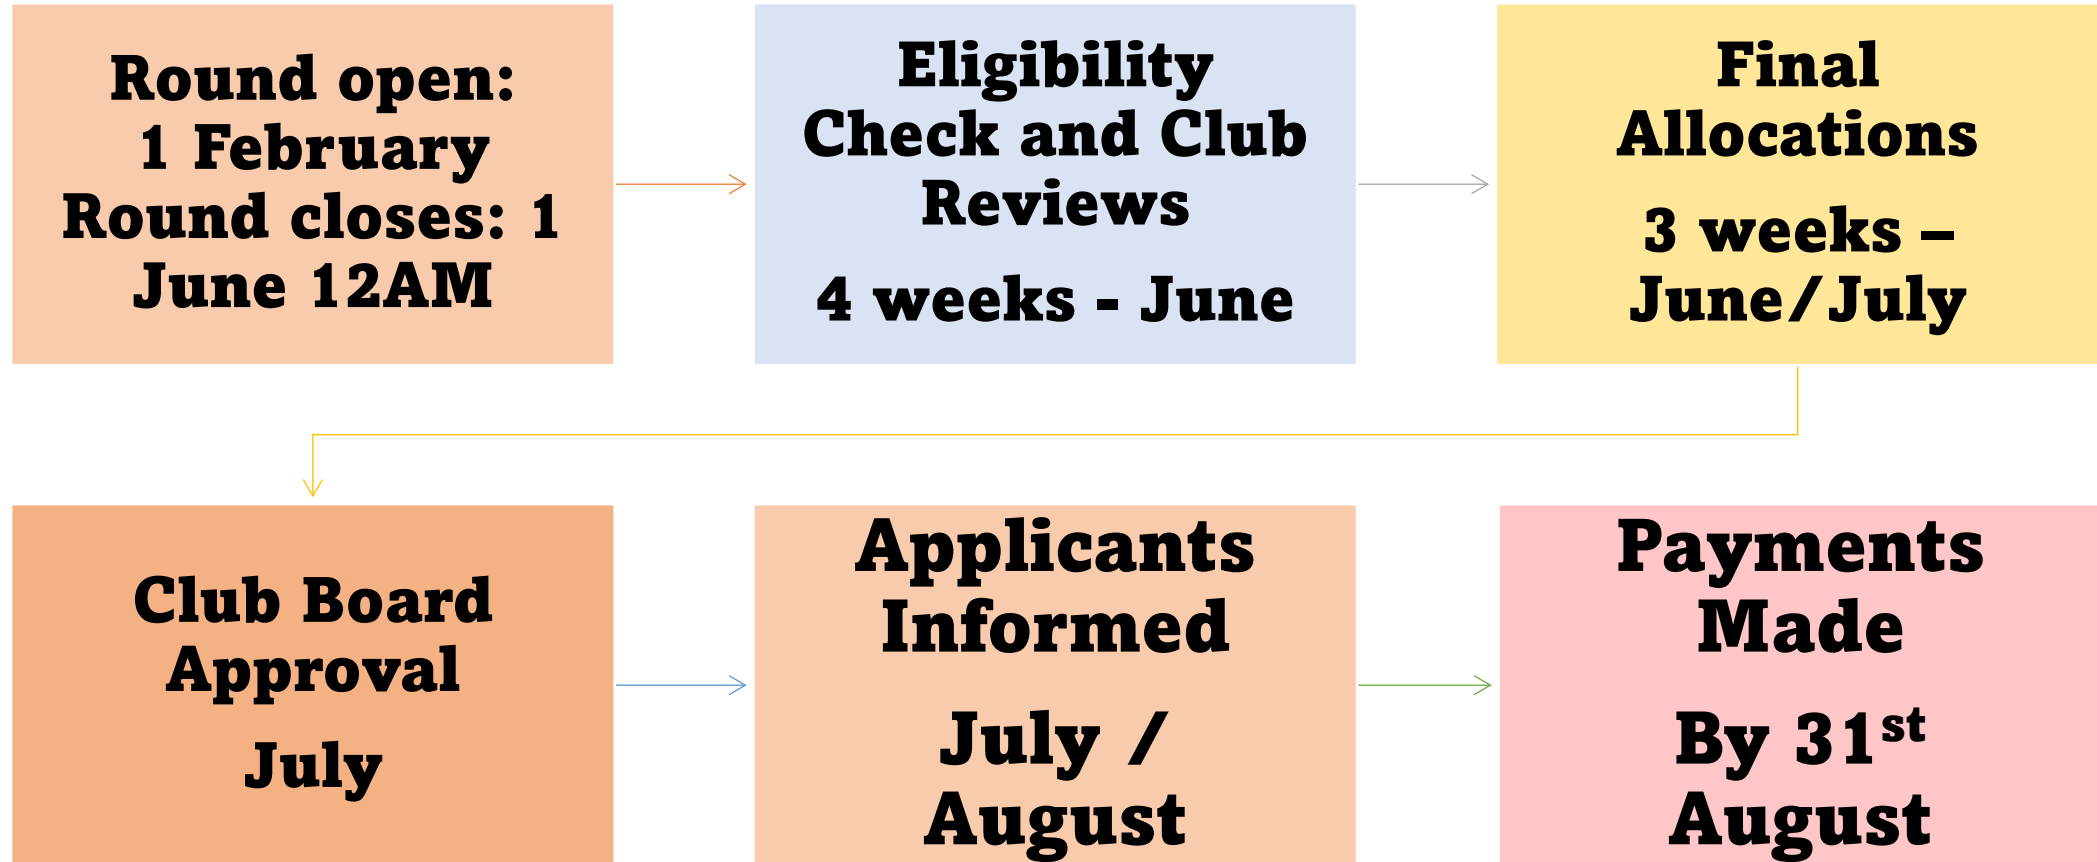 Round open:
1 February
Round closes: 1
June 12AM
Eligibility
Check and Club
Reviews
4 weeks - June
Final
Allocations
3 weeks –
June/July
Club Board
Approval
July
Applicants
Informed
July /
August
Payments
Made
By 31st
August